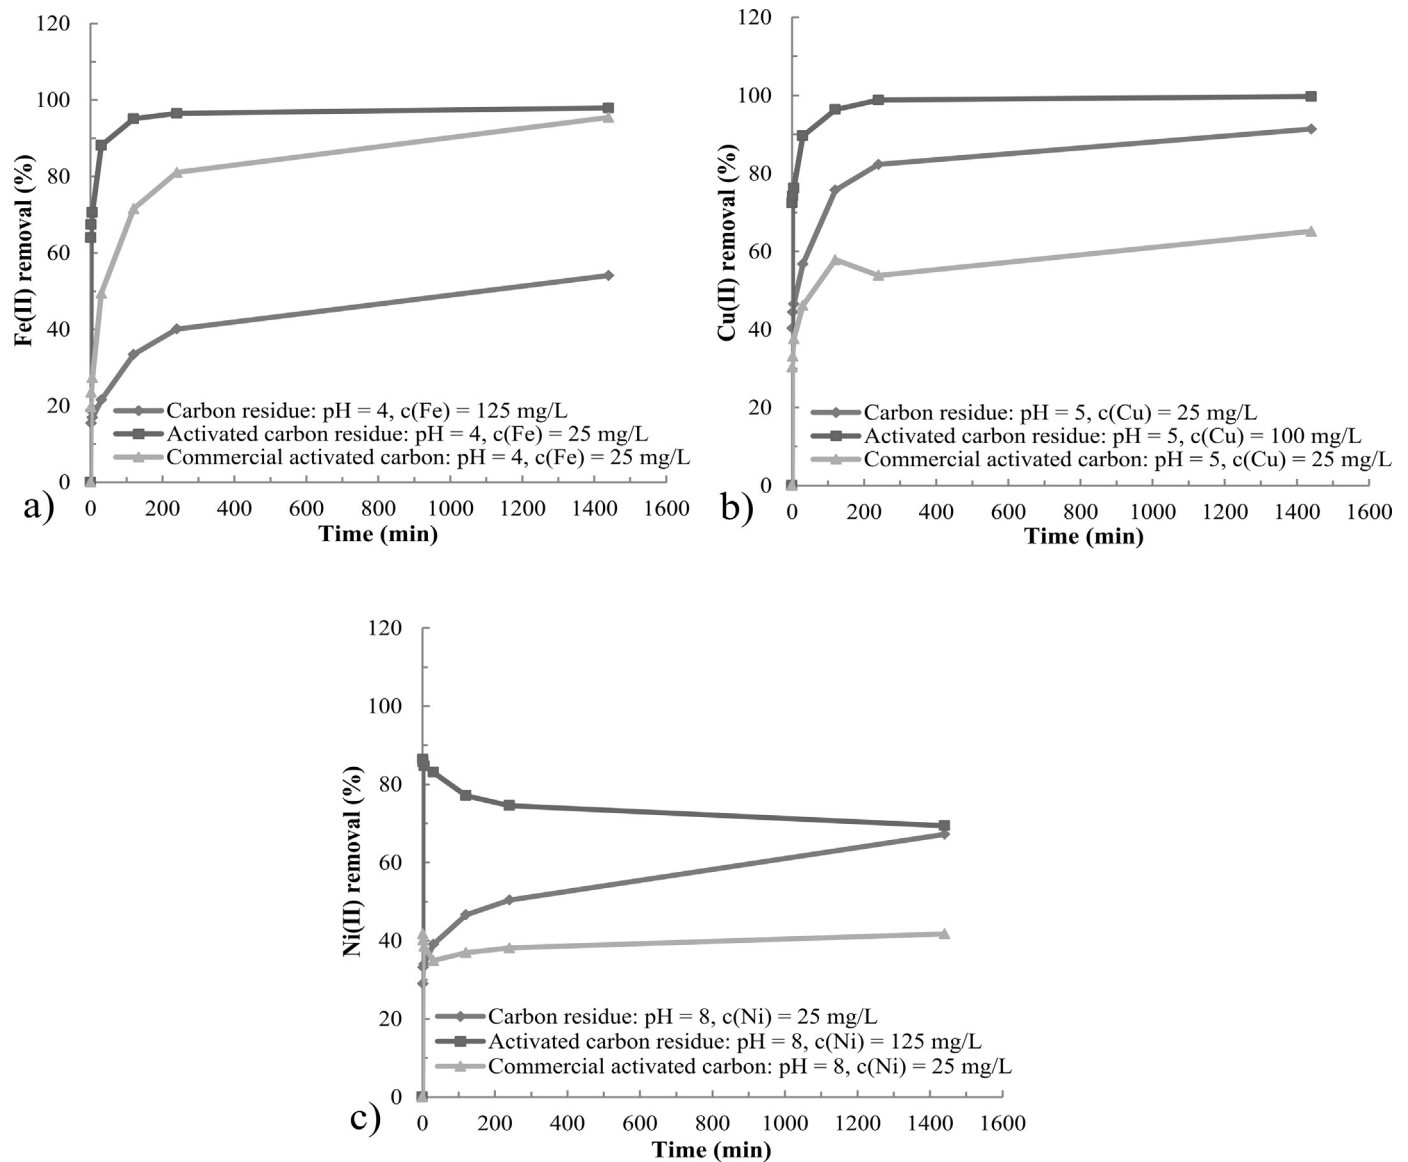 120
100
80
60
40
20
0
Fe(II) removal (%)
Carbon residue: pH = 4, c(Fe) = 125 mg/L
Activated carbon residue: pH = 4, c(Fe) = 25 mg/L
Commercial activated carbon: pH = 4, c(Fe) = 25 mg/L
0 200 400 600 800 1000 1200 1400 1600
Time (min)
a)
120
100
80
60
40
20
0
Cu(II) removal (%)
Carbon residue: pH = 5, c(Cu) = 25 mg/L
Activated carbon residue: pH = 5, c(Cu) = 100 mg/L
Commercial activated carbon: pH = 5, c(Cu) = 25 mg/L
0 200 400 600 800 1000 1200 1400 1600
Time (min)
b)
120
100
80
60
40
20
0
Ni(II) removal (%)
Carbon residue: pH = 8, c(Ni) = 25 mg/L
Activated carbon residue: pH = 8, c(Ni) = 125 mg/L
Commercial activated carbon: pH = 8, c(Ni) = 25 mg/L
0 200 400 600 800 1000 1200 1400 1600
Time (min)
c)